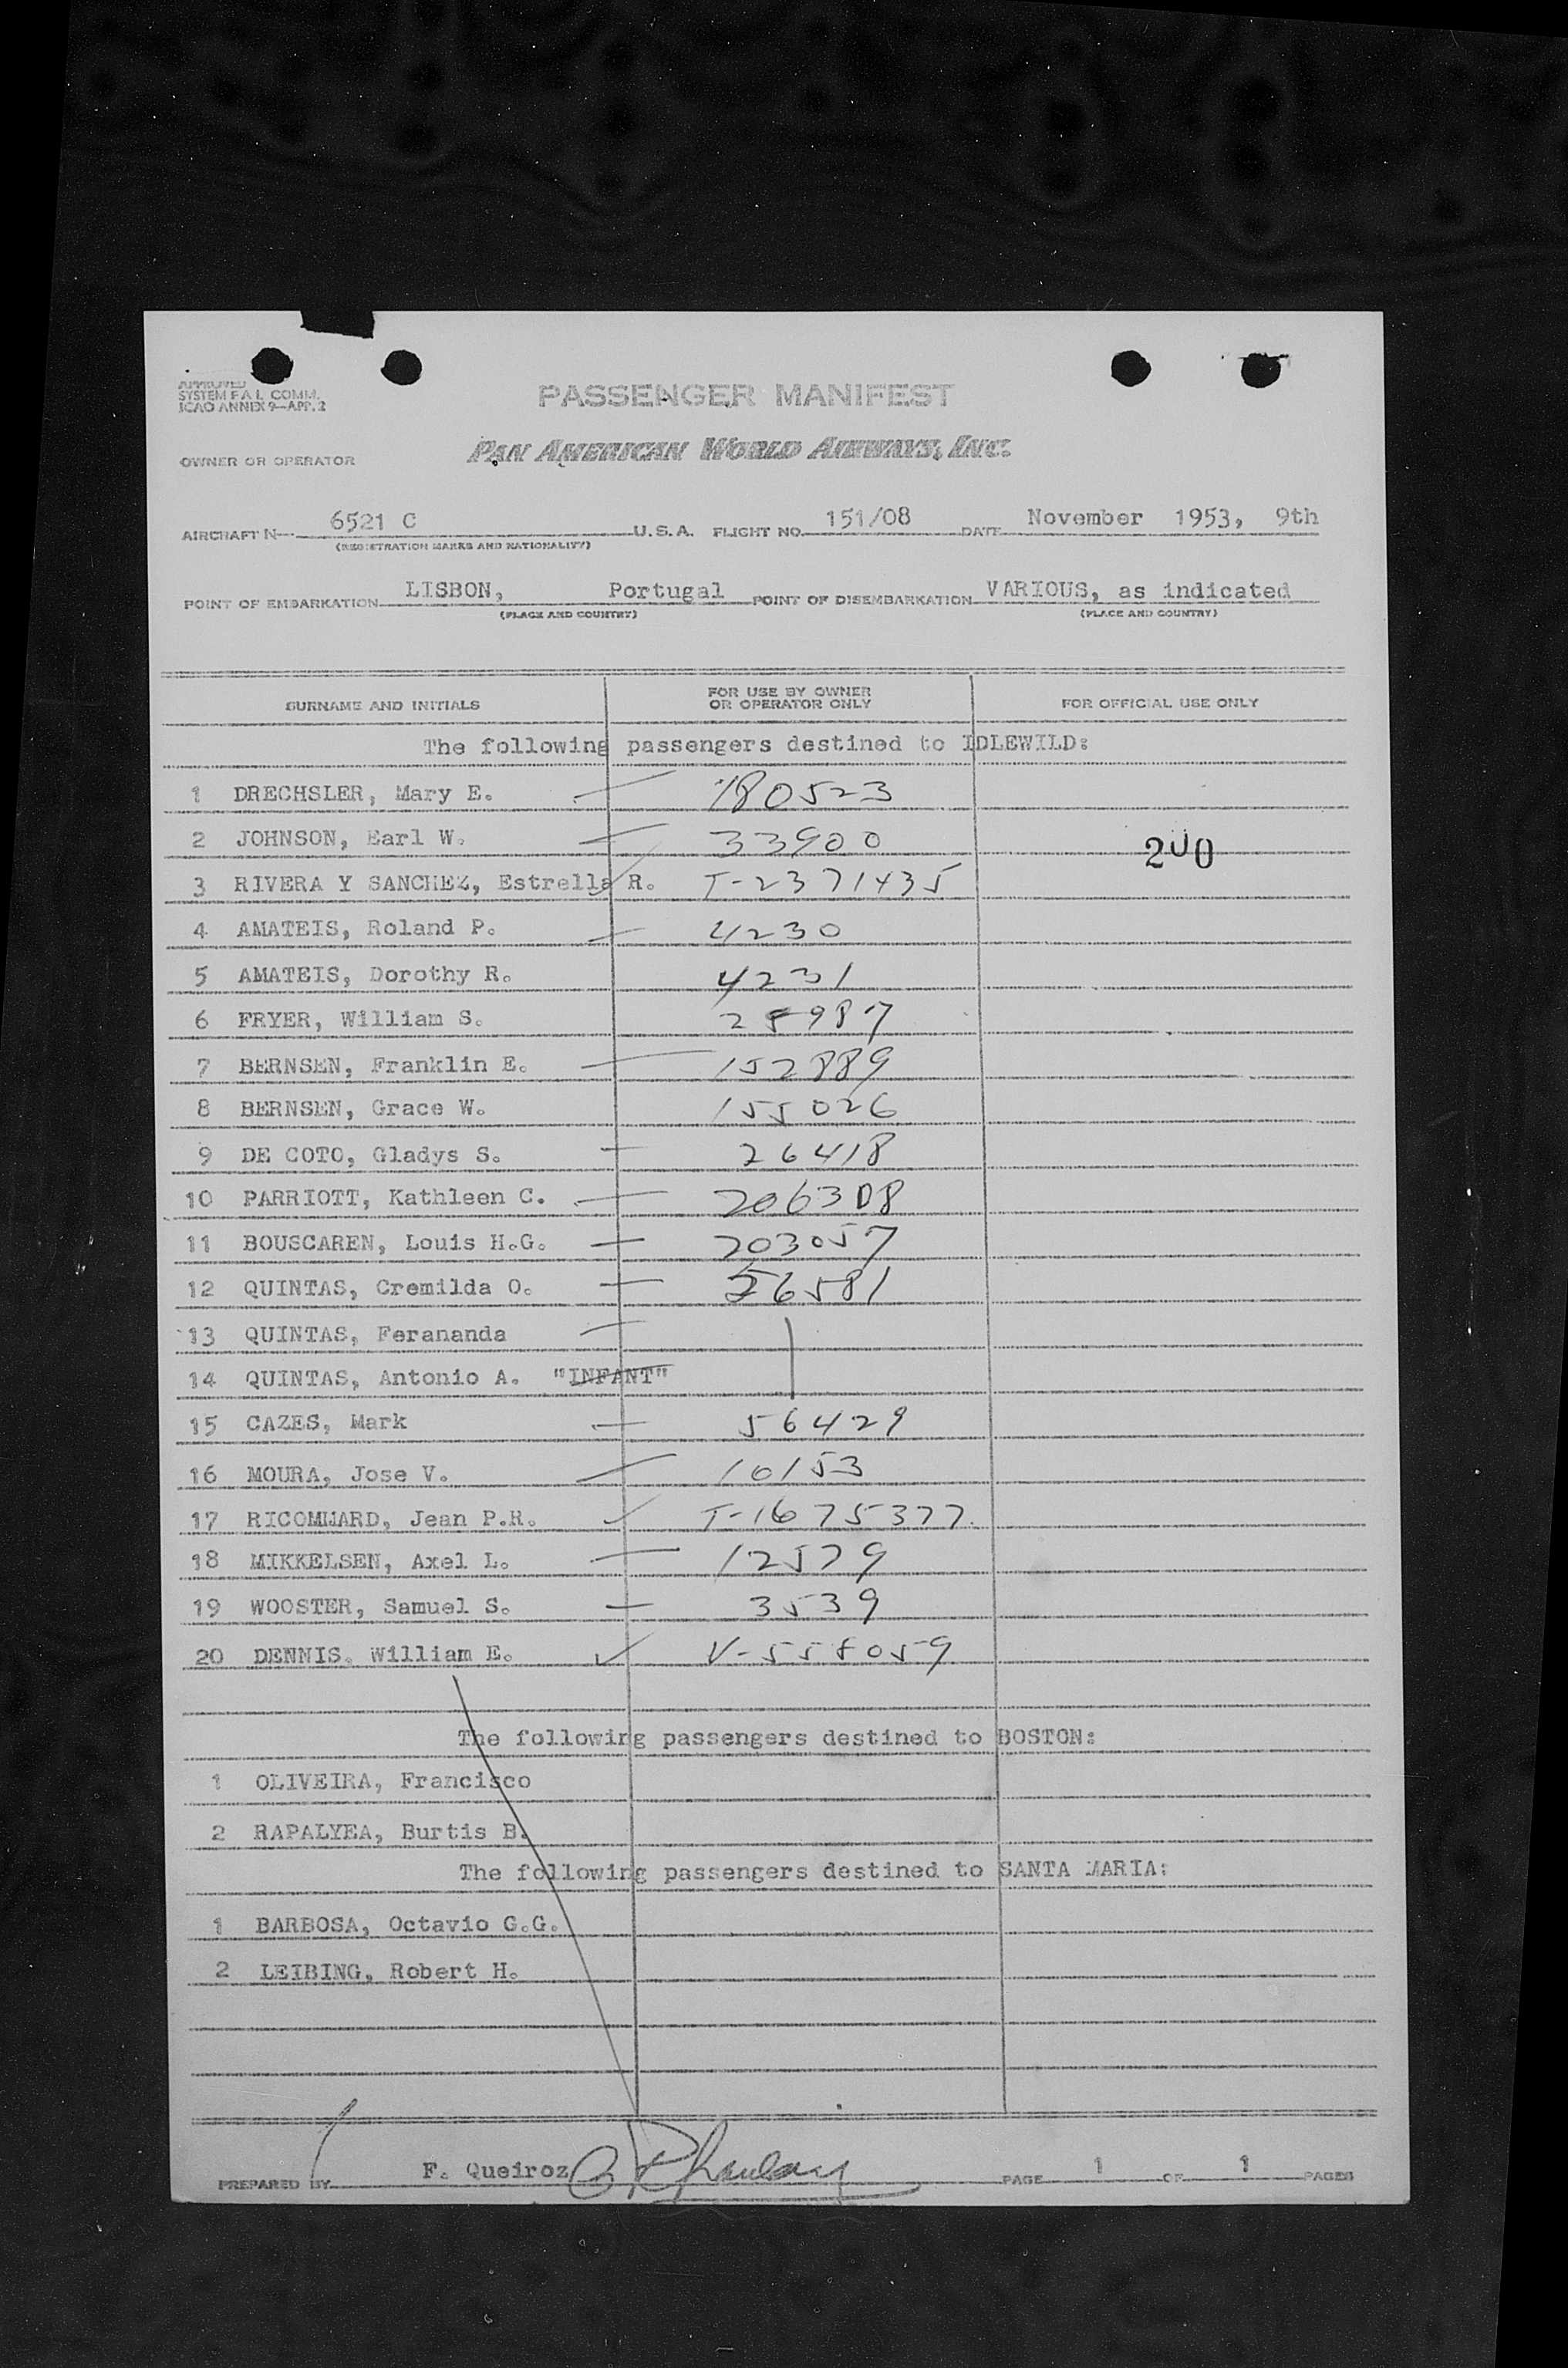 APPROVED
SYSTEM F A L COMM.
ICAO ANNEX 9—APP. 2
PASSENGER MANIFEST
OWNER OR OPERATOR PAN AMERICAN WORLD AIRWAYS, INC.
AIRCRAFT N— 6521 C U.S.A. FLIGHT NO. 151/08 DATE November 1953, 9th
(REGISTRATION MARKS AND NATIONALITY)
POINT OF EMBARKATION LISBON, Portugal POINT OF DISEMBARKATION VARIOUS, as indicated
(PLACE AND COUNTRY) (PLACE AND COUNTRY)
SURNAME AND INITIALS FOR USE BY OWNER OR OPERATOR ONLY FOR OFFICIAL USE ONLY
The following passengers destined to IDLEWILD:
1 DRECHSLER, Mary E. 180523
2 JOHNSON, Earl W. 33900 200
3 RIVERA Y SANCHEZ, Estrella R. T-2371435
4 AMATEIS, Roland P. 4230
5 AMATEIS, Dorothy R. 4231
6 FRYER, William S.
7 BERNSEN, Franklin E. 152889
8 BERNSEN, Grace W. 155026
9 DE COTO, Gladys S. 26418
10 PARRIOTT, Kathleen C. 206308
11 BOUSCAREN, Louis H.G. 203057
12 QUINTAS, Cremilda O. 56581
13 QUINTAS, Ferananda
14 QUINTAS, Antonio A. "INFANT"
15 CAZES, Mark 56429
16 MOURA, Jose V. 10153
17 RICOMMARD, Jean P.R. T-1675377
18 MIKKELSEN, Axel L. 12579
19 WOOSTER, Samuel S. 3539
20 DENNIS. William E. V-558059
The following passengers destined to BOSTON:
1 OLIVEIRA, Francisco
2 RAPALYEA, Burtis B.
The following passengers destined to SANTA MARIA:
1 BARBOSA, Octavio G.G.
2 LEIBING, Robert H.
PREPARED BY F. Queiroz PAGE 1 OF 1 PAGES